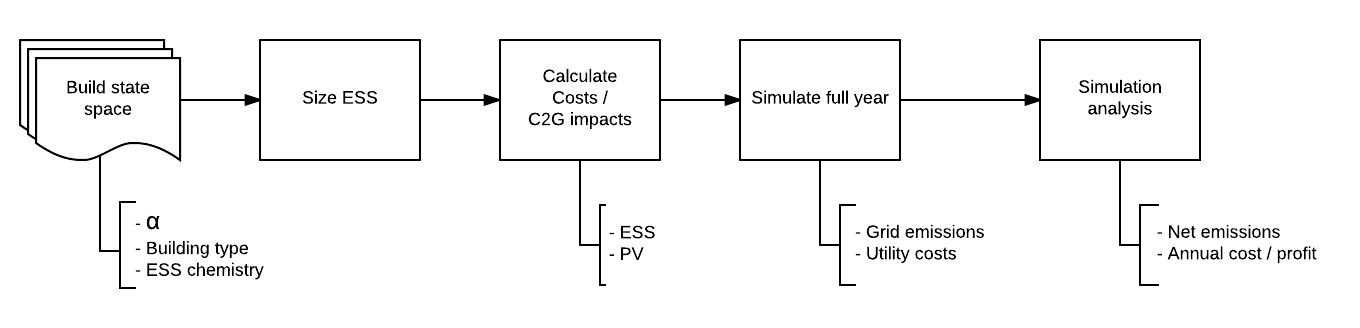 Build state
space
Size ESS
Calculate
Costs /
C2G impacts
Simulate full year
Simulation
analysis
- α
- Building type
- ESS chemistry
- ESS
- PV
- Grid emissions
- Utility costs
- Net emissions
- Annual cost / profit